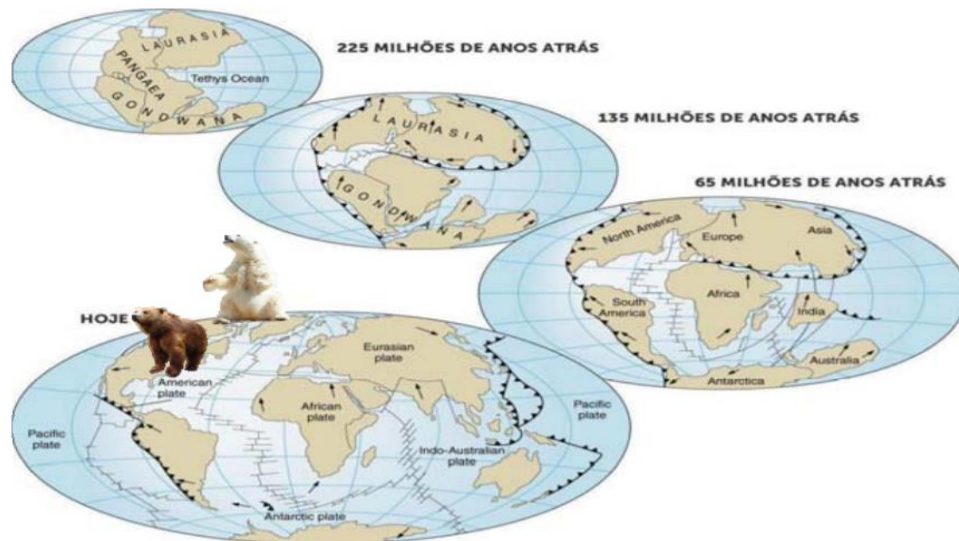 225 MILHÕES DE ANOS ATRÁS
LAURASIA
PANGAEA
Tethys Ocean
GONDWANA
135 MILHÕES DE ANOS ATRÁS
LAURASIA
GONDWANA
65 MILHÕES DE ANOS ATRÁS
North America
Europe
Asia
South
America
Africa
India
Australia
Antarctica
HOJE
Eurasian
plate
American
plate
African
plate
Pacific
plate
Pacific
plate
Indo-Australian
plate
Antarctic plate